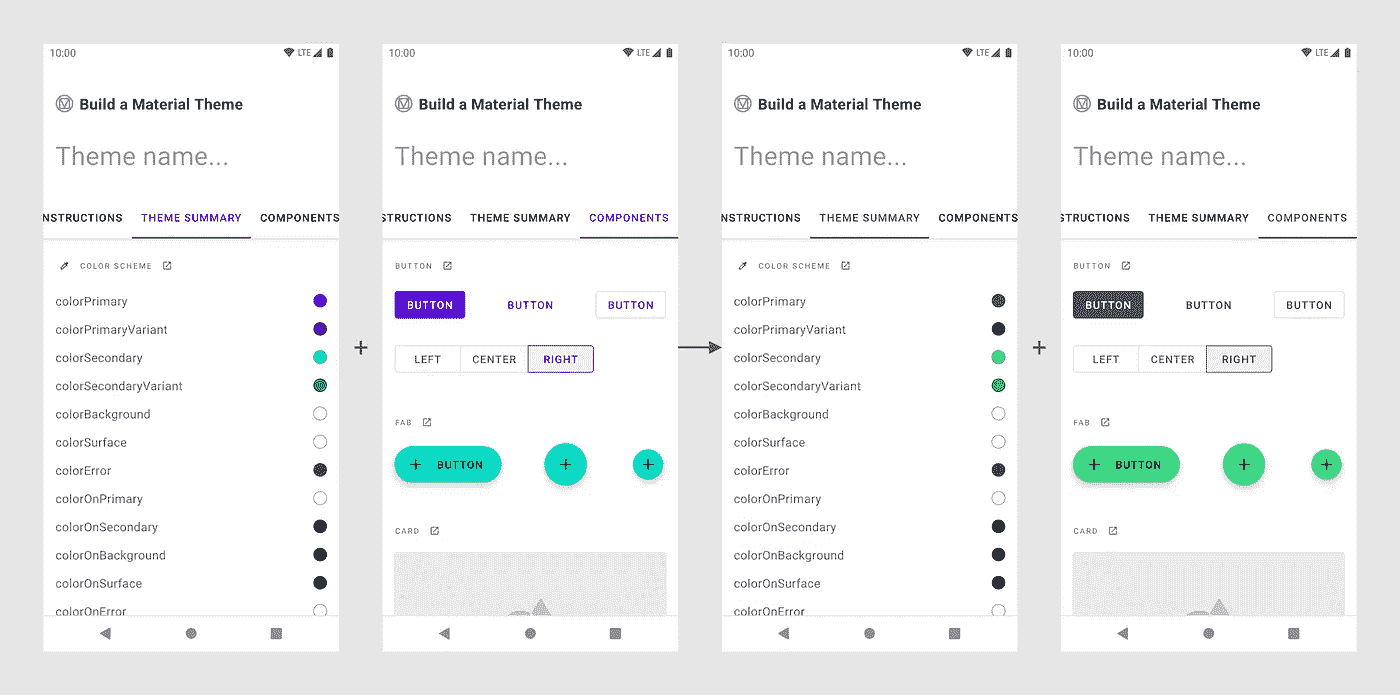 10:00 LTE
Build a Material Theme
Theme name...
NSTRUCTIONS THEME SUMMARY COMPONENTS
COLOR SCHEME
colorPrimary
colorPrimaryVariant
colorSecondary
colorSecondaryVariant
colorBackground
colorSurface
colorError
colorOnPrimary
colorOnSecondary
colorOnBackground
colorOnSurface
colorOnError
+
10:00 LTE
Build a Material Theme
Theme name...
STRUCTIONS THEME SUMMARY COMPONENTS
BUTTON
BUTTON BUTTON BUTTON
LEFT CENTER RIGHT
FAB
+ BUTTON + +
CARD
10:00 LTE
Build a Material Theme
Theme name...
NSTRUCTIONS THEME SUMMARY COMPONENTS
COLOR SCHEME
colorPrimary
colorPrimaryVariant
colorSecondary
colorSecondaryVariant
colorBackground
colorSurface
colorError
colorOnPrimary
colorOnSecondary
colorOnBackground
colorOnSurface
colorOnError
+
10:00 LTE
Build a Material Theme
Theme name...
STRUCTIONS THEME SUMMARY COMPONENTS
BUTTON
BUTTON BUTTON BUTTON
LEFT CENTER RIGHT
FAB
+ BUTTON + +
CARD